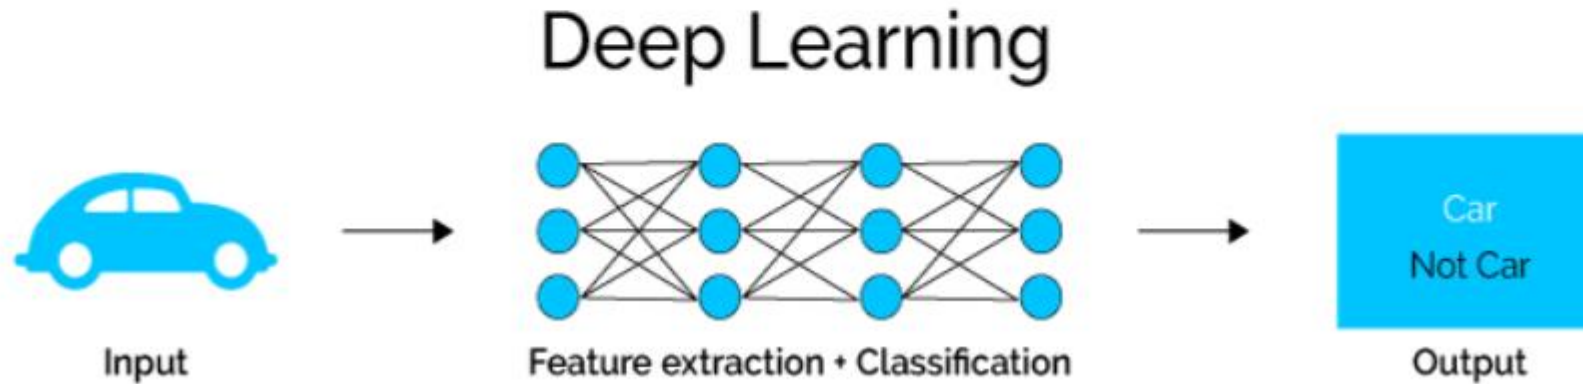 Deep Learning
Car
Not Car
Input
Feature extraction + Classification
Output